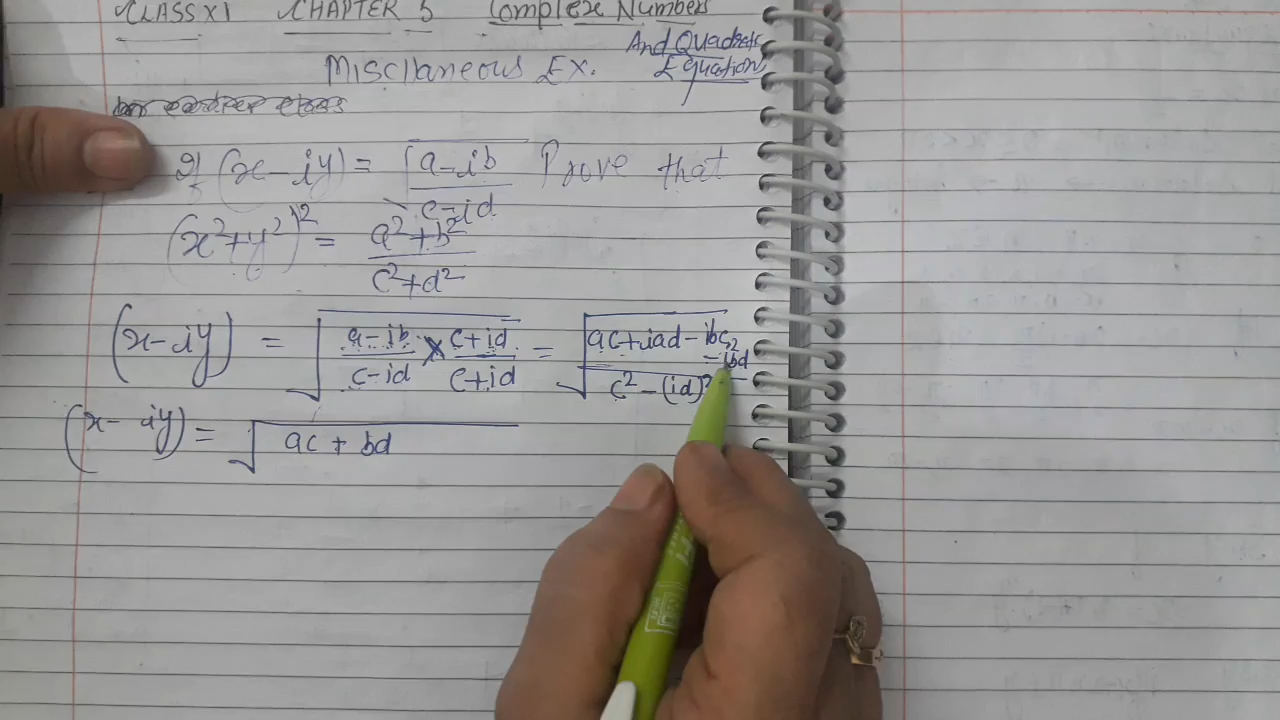 CLASS XI CHAPTER 5 Complex Numbers
And Quadratic
Miscllaneous Ex. Equation
If (x-iy) = √(a-ib / c-id) Prove that
(x²+y²)² = a²+b² / c²+d²
(x-iy) = √(a-ib / c-id × c+id / c+id) = √(ac+iad-ibc -i²bd / c²-(id)²)
(x-iy) = √ac+bd